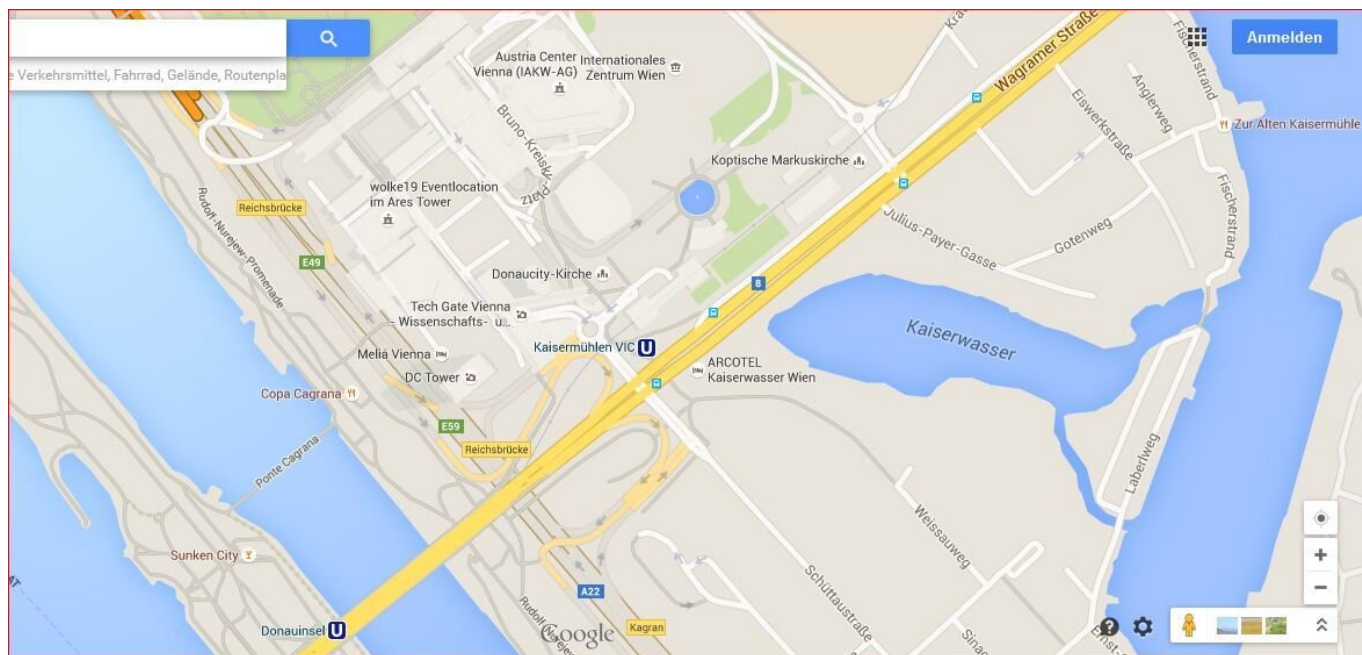 Anmelden
e Verkehrsmittel, Fahrrad, Gelände, Routenpla
Austria Center
Vienna (IAKW-AG)
Internationales
Zentrum Wien
Wagramer Straße
Fischerstrand
Anglerweg
Eiswerkstraße
Zur Alten Kaisermühle
Bruno-Kreisky-Platz
Koptische Markuskirche
wolke19 Eventlocation
im Ares Tower
Reichsbrücke
Rudolf-Nurejew-Promenade
Fischerstrand
Julius-Payer-Gasse
Gotenweg
E49
Donaucity-Kirche
8
Tech Gate Vienna
- Wissenschafts- u...
Kaiserwasser
Kaisermühlen VIC U
Meliá Vienna
DC Tower
ARCOTEL
Kaiserwasser Wien
Copa Cagrana
E59
Reichsbrücke
Ponte Cagrana
Laberlweg
Weissauweg
Sunken City
Schüttaustraße
A22
Donauinsel U
Google
Kagran